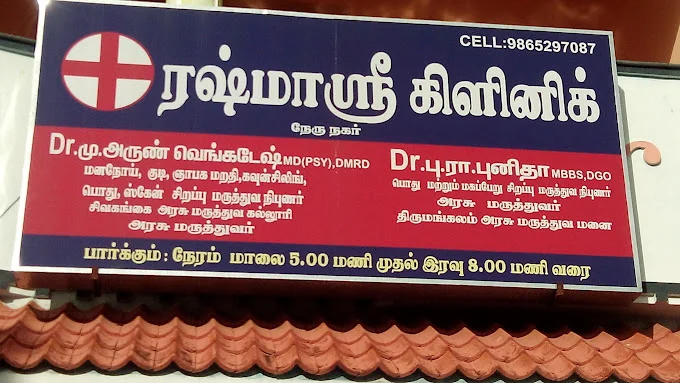 CELL:9865297087
ரஷ்மாஸ்ரீ கிளினிக்
நேரு நகர்
Dr.மு.அருண் வெங்கடேஷ் MD(PSY),DMRD
மனநோய், குடி, ஞாபக மறதி,கவுன்சிலிங்,
பொது, ஸ்கேன் சிறப்பு மருத்துவ நிபுணர்
சிவகங்கை அரசு மருத்துவ கல்லூரி
அரசு மருத்துவர்
Dr.பு.ரா.புனிதா MBBS,DGO
பொது மற்றும் மகப்பேறு சிறப்பு மருத்துவ நிபுணர்
அரசு மருத்துவர்
திருமங்கலம் அரசு மருத்துவ மனை
பார்க்கும் : நேரம் மாலை 5.00 மணி முதல் இரவு 8.00 மணி வரை